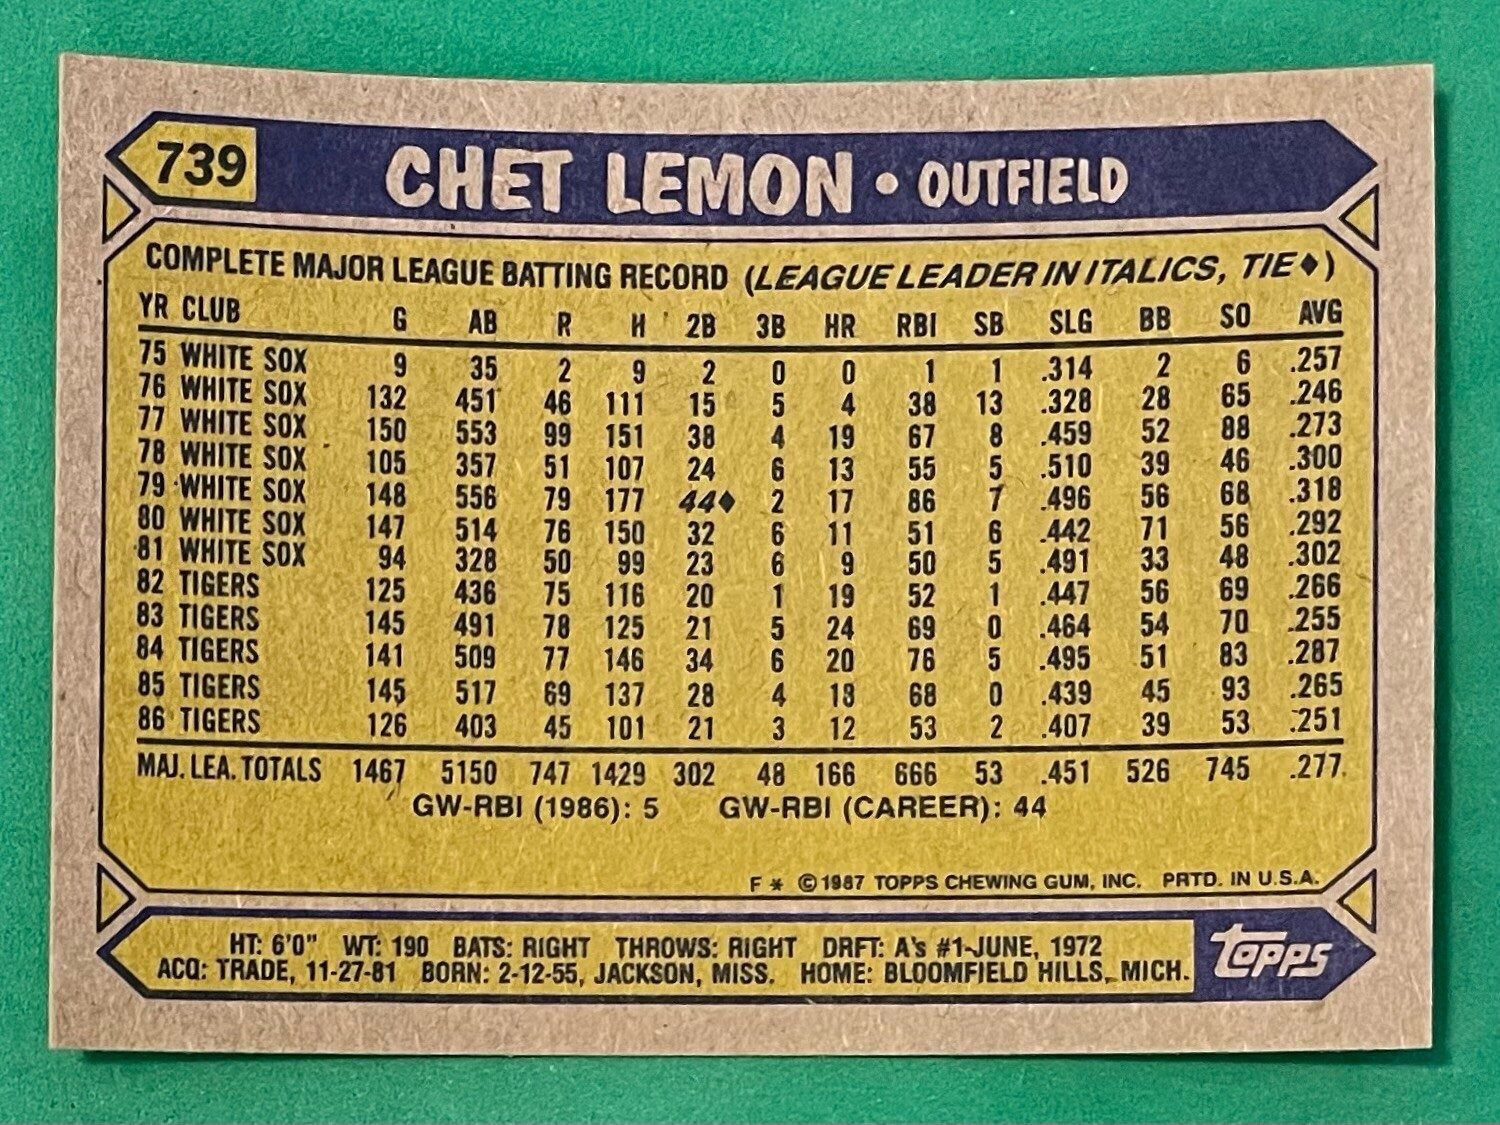 739 CHET LEMON • OUTFIELD
COMPLETE MAJOR LEAGUE BATTING RECORD (LEAGUE LEADER IN ITALICS, TIE♦)
YR CLUB G AB R H 2B 3B HR RBI SB SLG BB SO AVG
75 WHITE SOX 9 35 2 9 2 0 0 1 1 .314 2 6 .257
76 WHITE SOX 132 451 46 111 15 5 4 38 13 .328 28 65 .246
77 WHITE SOX 150 553 99 151 38 4 19 67 8 .459 52 88 .273
78 WHITE SOX 105 357 51 107 24 6 13 55 5 .510 39 46 .300
79 WHITE SOX 148 556 79 177 44♦ 2 17 86 7 .496 56 68 .318
80 WHITE SOX 147 514 76 150 32 6 11 51 6 .442 71 56 .292
81 WHITE SOX 94 328 50 99 23 6 9 50 5 .491 33 48 .302
82 TIGERS 125 436 75 116 20 1 19 52 1 .447 56 69 .266
83 TIGERS 145 491 78 125 21 5 24 69 0 .464 54 70 .255
84 TIGERS 141 509 77 146 34 6 20 76 5 .495 51 83 .287
85 TIGERS 145 517 69 137 28 4 18 68 0 .439 45 93 .265
86 TIGERS 126 403 45 101 21 3 12 53 2 .407 39 53 .251
MAJ. LEA. TOTALS 1467 5150 747 1429 302 48 166 666 53 .451 526 745 .277
GW-RBI (1986): 5 GW-RBI (CAREER): 44
F * ©1987 TOPPS CHEWING GUM, INC. PRTD. IN U.S.A.
HT: 6'0" WT: 190 BATS: RIGHT THROWS: RIGHT DRFT: A's #1-JUNE, 1972
ACQ: TRADE, 11-27-81 BORN: 2-12-55, JACKSON, MISS. HOME: BLOOMFIELD HILLS, MICH.
topps